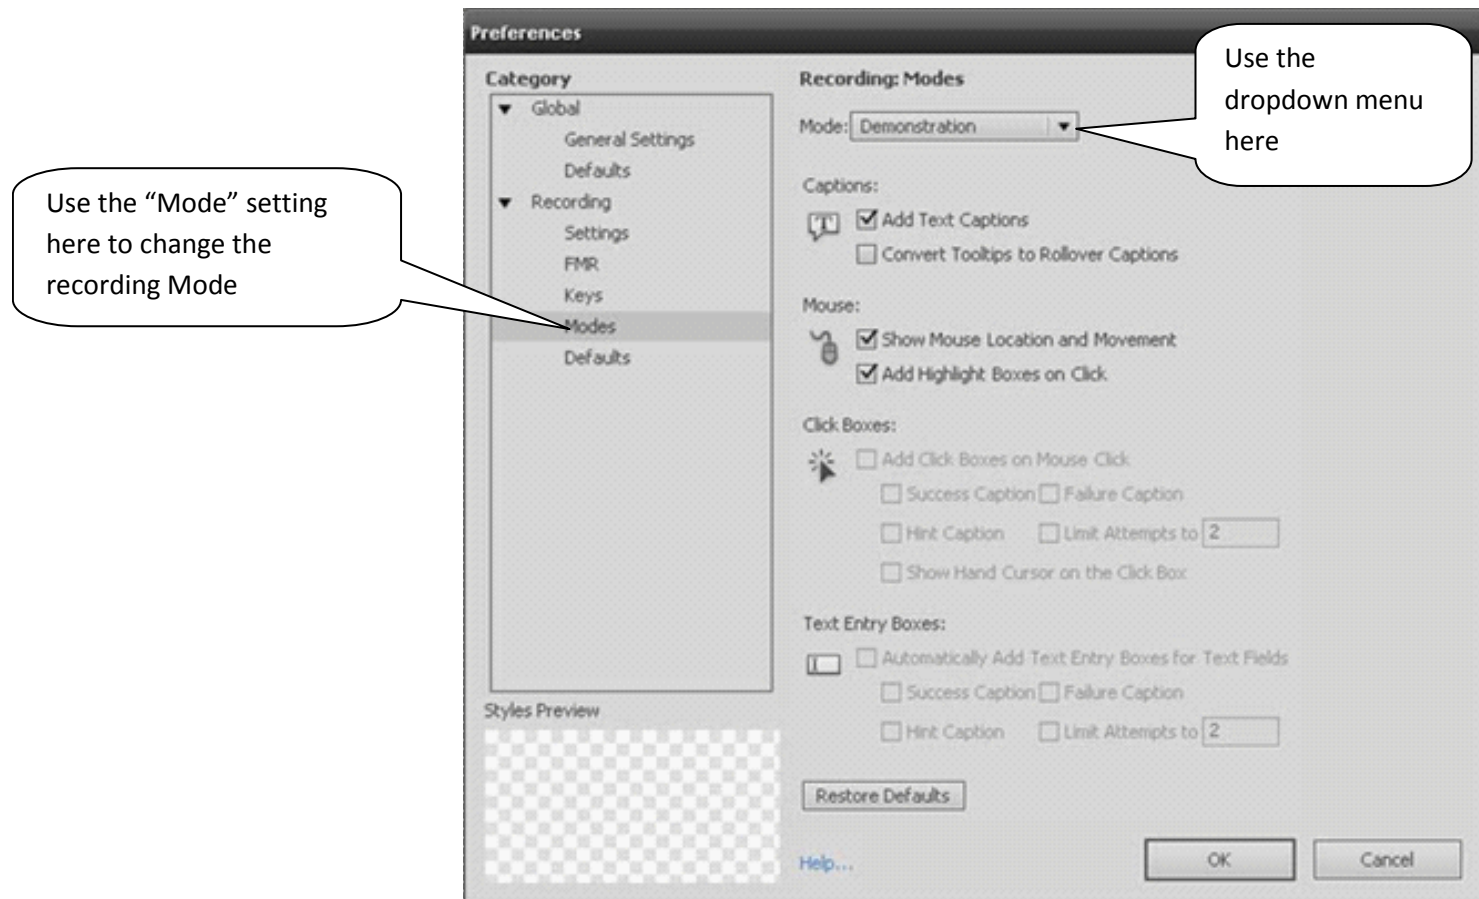 Preferences
Category
Global
General Settings
Defaults
Recording
Settings
FMR
Keys
Modes
Defaults
Styles Preview
Use the “Mode” setting
here to change the
recording Mode
Recording: Modes
Mode: Demonstration
Use the
dropdown menu
here
Captions:
Add Text Captions
Convert Tooltips to Rollover Captions
Mouse:
Show Mouse Location and Movement
Add Highlight Boxes on Click
Click Boxes:
Add Click Boxes on Mouse Click
Success Caption Failure Caption
Hint Caption Limit Attempts to 2
Show Hand Cursor on the Click Box
Text Entry Boxes:
Automatically Add Text Entry Boxes for Text Fields
Success Caption Failure Caption
Hint Caption Limit Attempts to 2
Restore Defaults
Help...
OK
Cancel